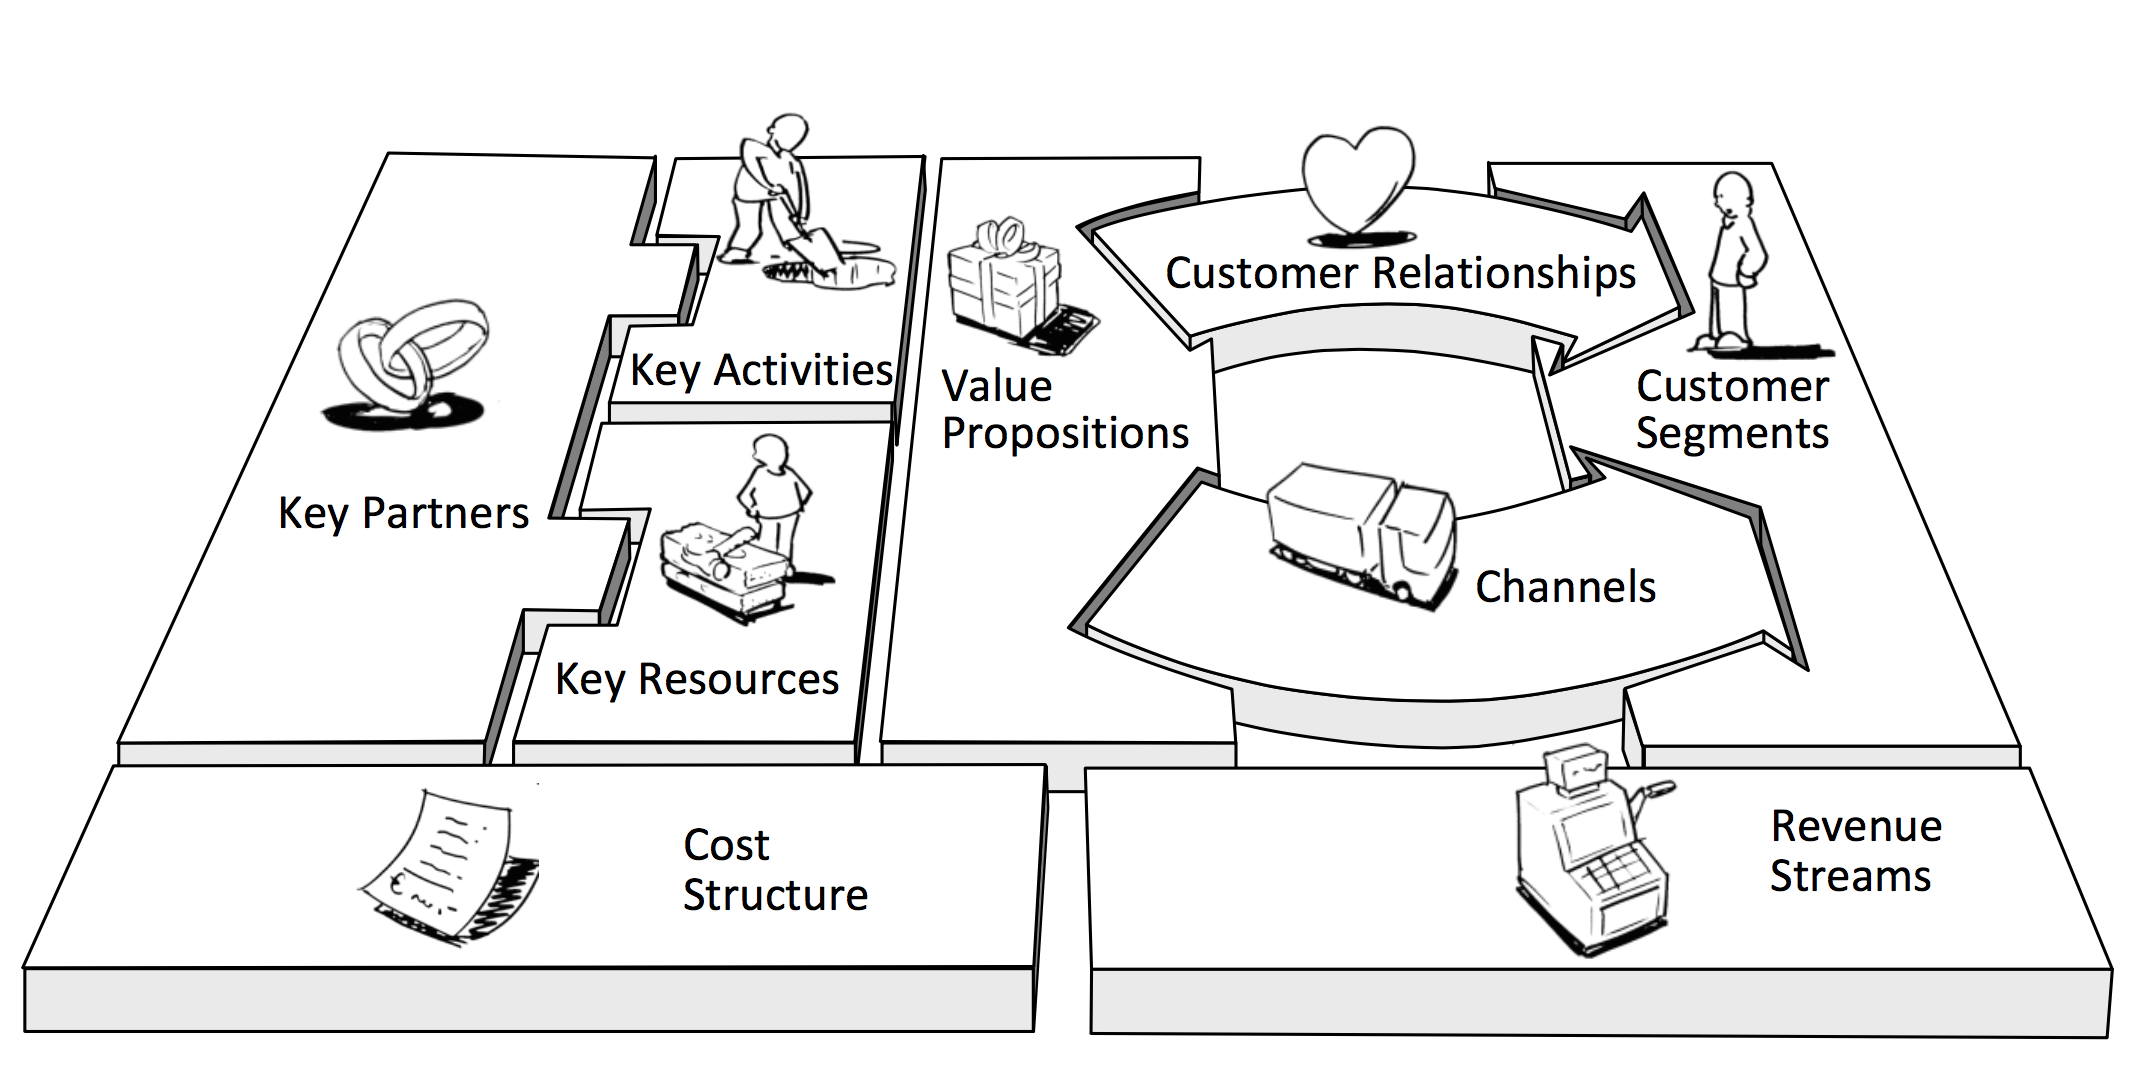 Customer Relationships
Key Activities
Value
Propositions
Customer
Segments
Key Partners
Channels
Key Resources
Cost
Structure
Revenue
Streams
€